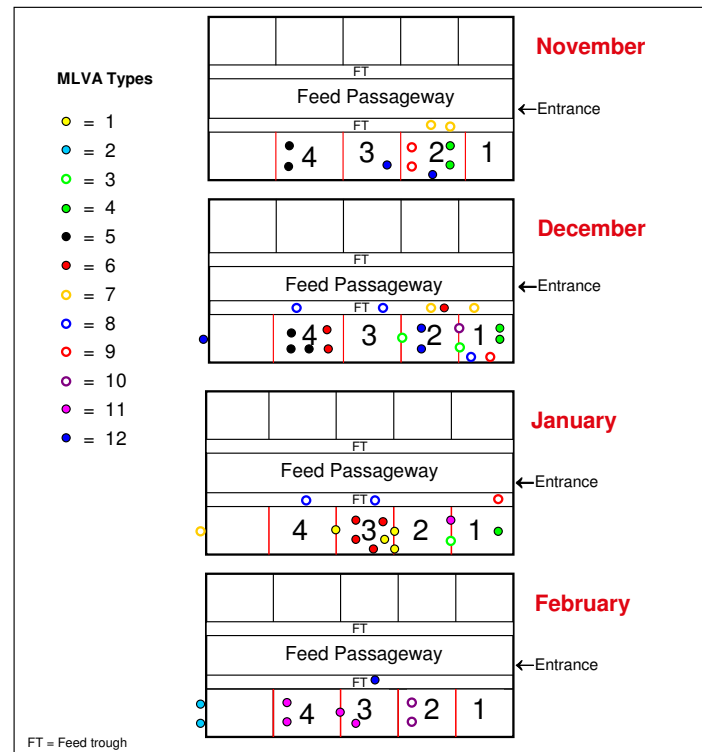 MLVA Types
= 1
= 2
= 3
= 4
= 5
= 6
= 7
= 8
= 9
= 10
= 11
= 12
November
FT
Feed Passageway
←Entrance
FT
4 3 2 1
December
FT
Feed Passageway
←Entrance
FT
4 3 2 1
January
FT
Feed Passageway
←Entrance
FT
4 3 2 1
February
FT
Feed Passageway
←Entrance
FT
4 3 2 1
FT = Feed trough